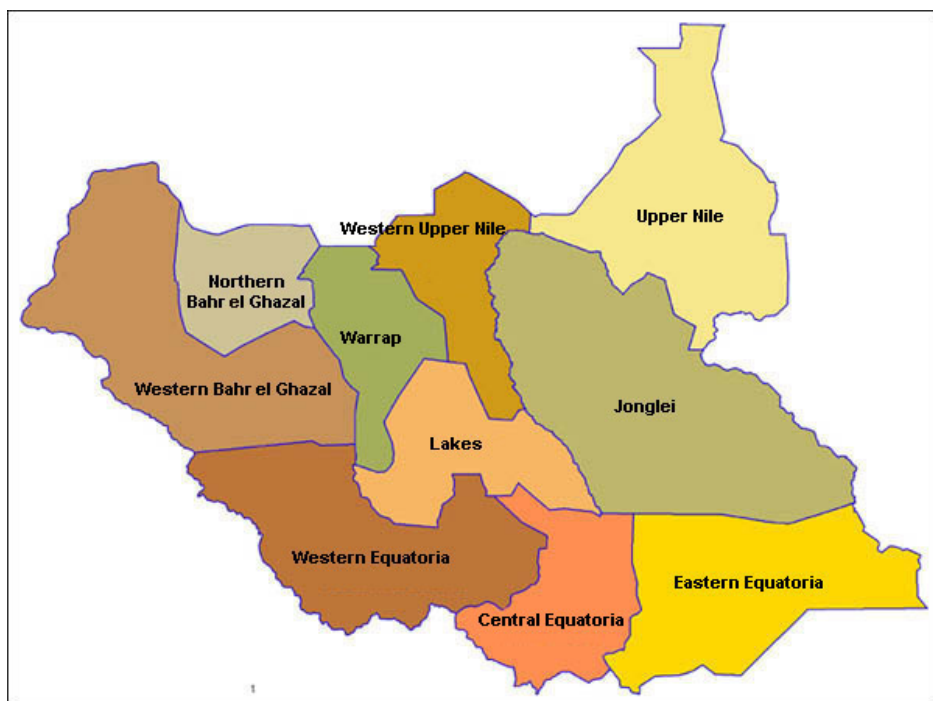 Upper Nile
Western Upper Nile
Northern
Bahr el Ghazal
Warrap
Western Bahr el Ghazal
Jonglei
Lakes
Western Equatoria
Eastern Equatoria
Central Equatoria
1